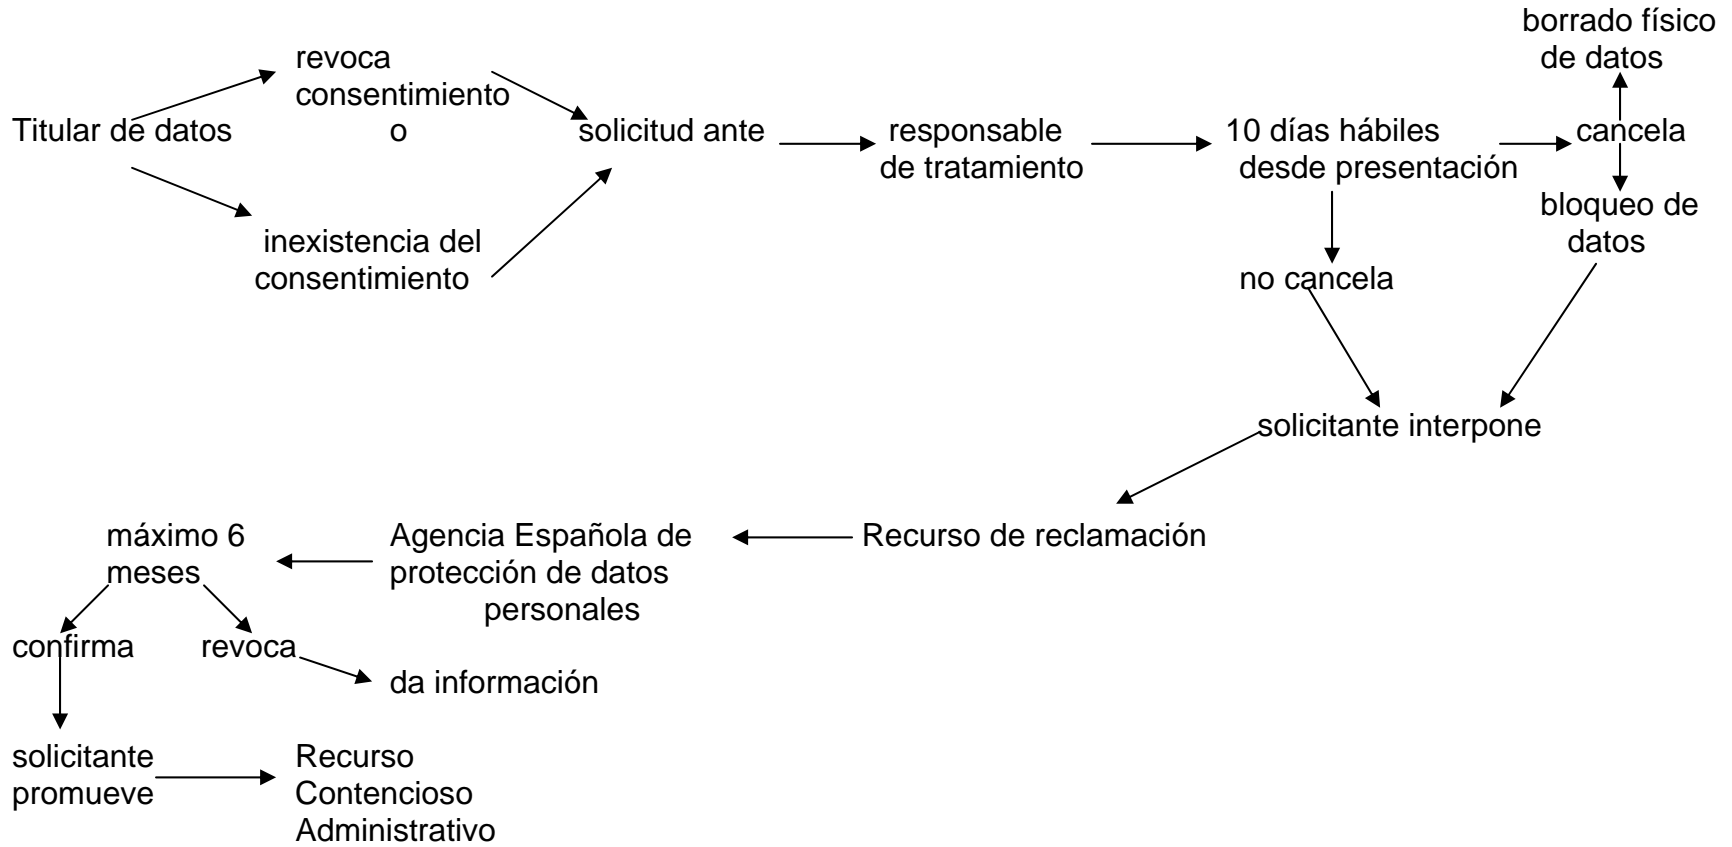 borrado físico
de datos
revoca
consentimiento
Titular de datos
o
solicitud ante
responsable
de tratamiento
10 días hábiles
desde presentación
cancela
bloqueo de
datos
inexistencia del
consentimiento
no cancela
solicitante interpone
Recurso de reclamación
Agencia Española de
protección de datos
personales
máximo 6
meses
confirma
revoca
da información
solicitante
promueve
Recurso
Contencioso
Administrativo